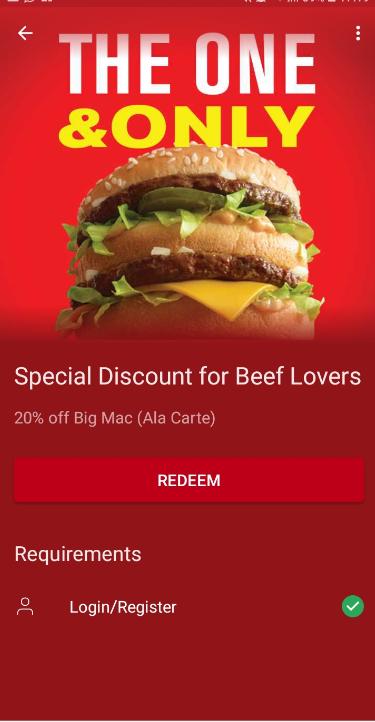 THE ONE
&ONLY
Special Discount for Beef Lovers
20% off Big Mac (Ala Carte)
REDEEM
Requirements
Login/Register